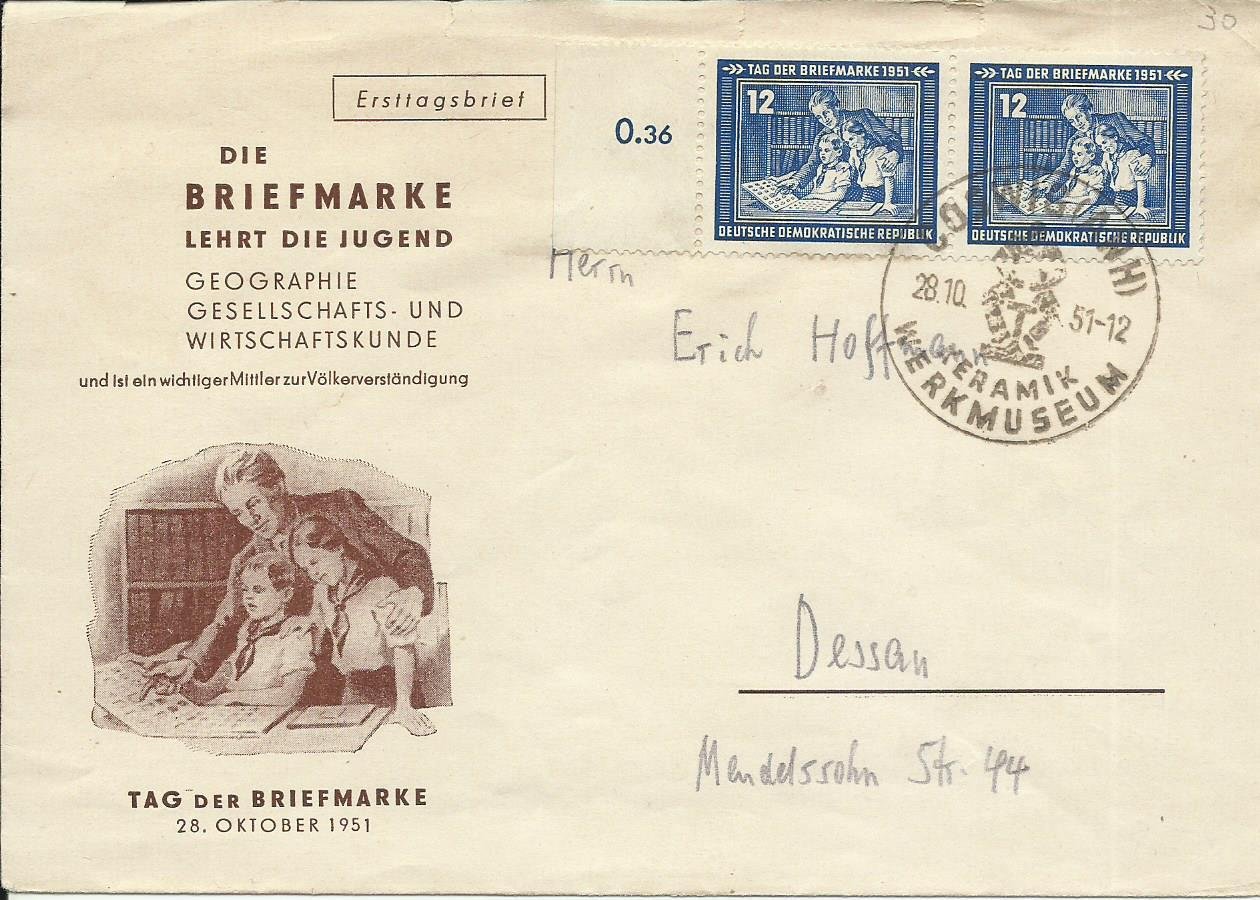 30
Ersttagsbrief
DIE
BRIEFMARKE
LEHRT DIE JUGEND
GEOGRAPHIE
GESELLSCHAFTS- UND
WIRTSCHAFTSKUNDE
und ist ein wichtiger Mittler zur Völkerverständigung
TAG DER BRIEFMARKE
28. OKTOBER 1951
0.36
TAG DER BRIEFMARKE 1951
12
DEUTSCHE DEMOKRATISCHE REPUBLIK
TAG DER BRIEFMARKE 1951
12
DEUTSCHE DEMOKRATISCHE REPUBLIK
COSWIG (ANH)
28.10. 51-12
KERAMIK
WERKMUSEUM
Herrn
Erich Hoffmann
Dessau
Mendelssohn Str. 44